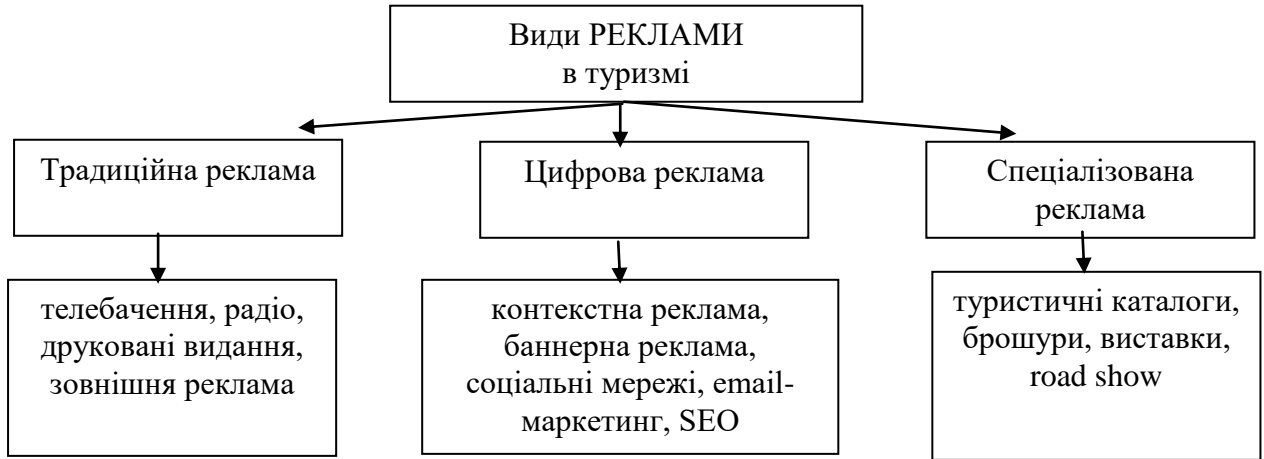 Види РЕКЛАМИ
в туризмі
Традиційна реклама
Цифрова реклама
Спеціалізована
реклама
телебачення, радіо,
друковані видання,
зовнішня реклама
контекстна реклама,
баннерна реклама,
соціальні мережі, email-
маркетинг, SEO
туристичні каталоги,
брошури, виставки,
road show